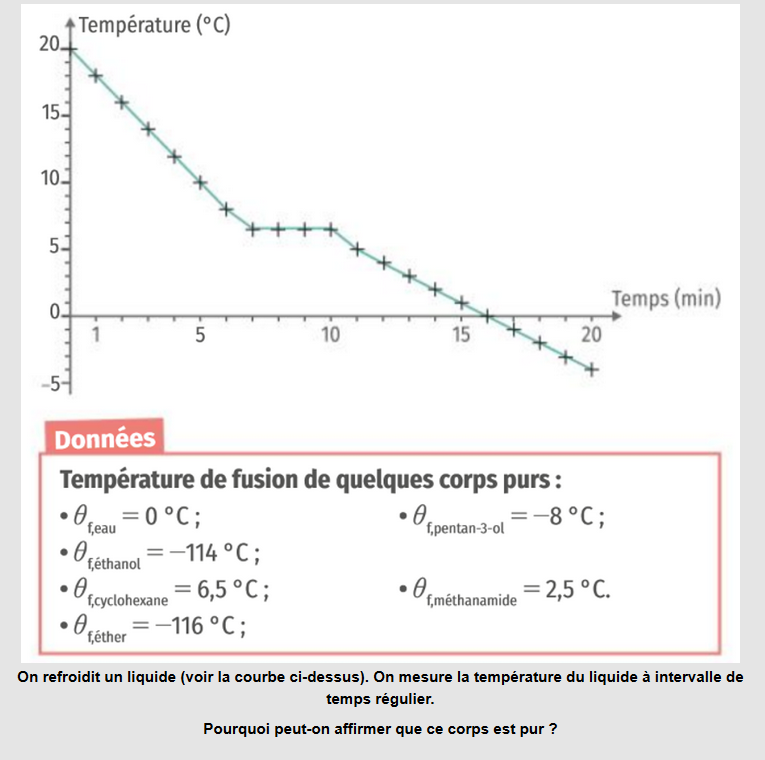 Température (°C)
20
15
10
5
0
-5
1
5
10
15
20
Temps (min)
Données
Température de fusion de quelques corps purs :
• θf,eau = 0 °C ;
• θf,pentan-3-ol = −8 °C ;
• θf,éthanol = −114 °C ;
• θf,cyclohexane = 6,5 °C ;
• θf,méthanamide = 2,5 °C.
• θf,éther = −116 °C ;
On refroidit un liquide (voir la courbe ci-dessus). On mesure la température du liquide à intervalle de
temps régulier.
Pourquoi peut-on affirmer que ce corps est pur ?